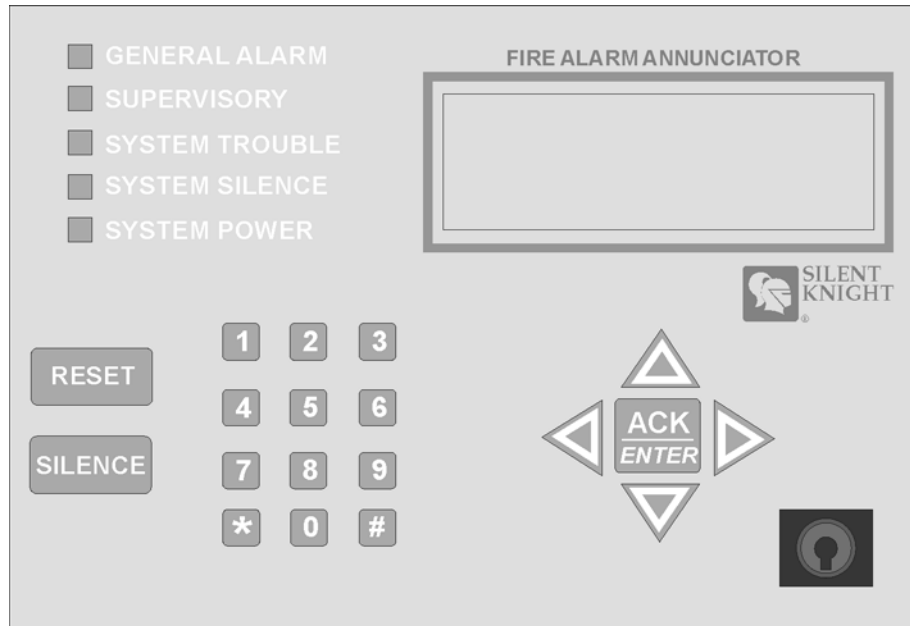 GENERAL ALARM
SUPERVISORY
SYSTEM TROUBLE
SYSTEM SILENCE
SYSTEM POWER
FIRE ALARM ANNUNCIATOR
SILENT
KNIGHT
®
RESET
SILENCE
1 2 3
4 5 6
7 8 9
* 0 #
ACK
ENTER